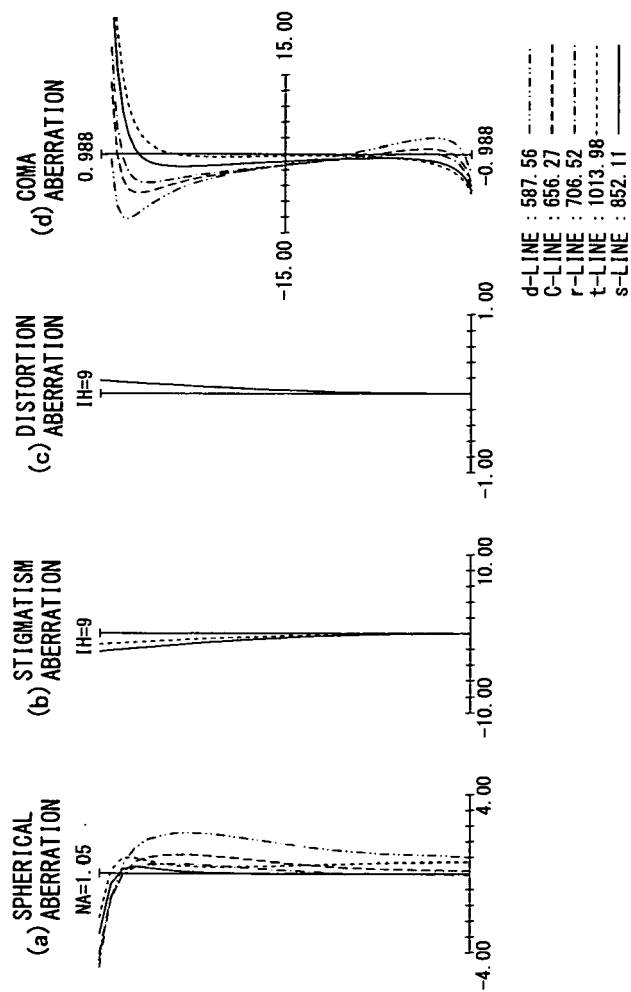 (a) SPHERICAL
ABERRATION
NA=1.05
4.00
-4.00
(b) STIGMATISM
ABERRATION
IH=9
10.00
-10.00
(c) DISTORTION
ABERRATION
IH=9
1.00
-1.00
(d) COMA
ABERRATION
0.988
15.00
-15.00
-0.988
d-LINE : 587.56
C-LINE : 656.27
r-LINE : 706.52
t-LINE : 1013.98
s-LINE : 852.11